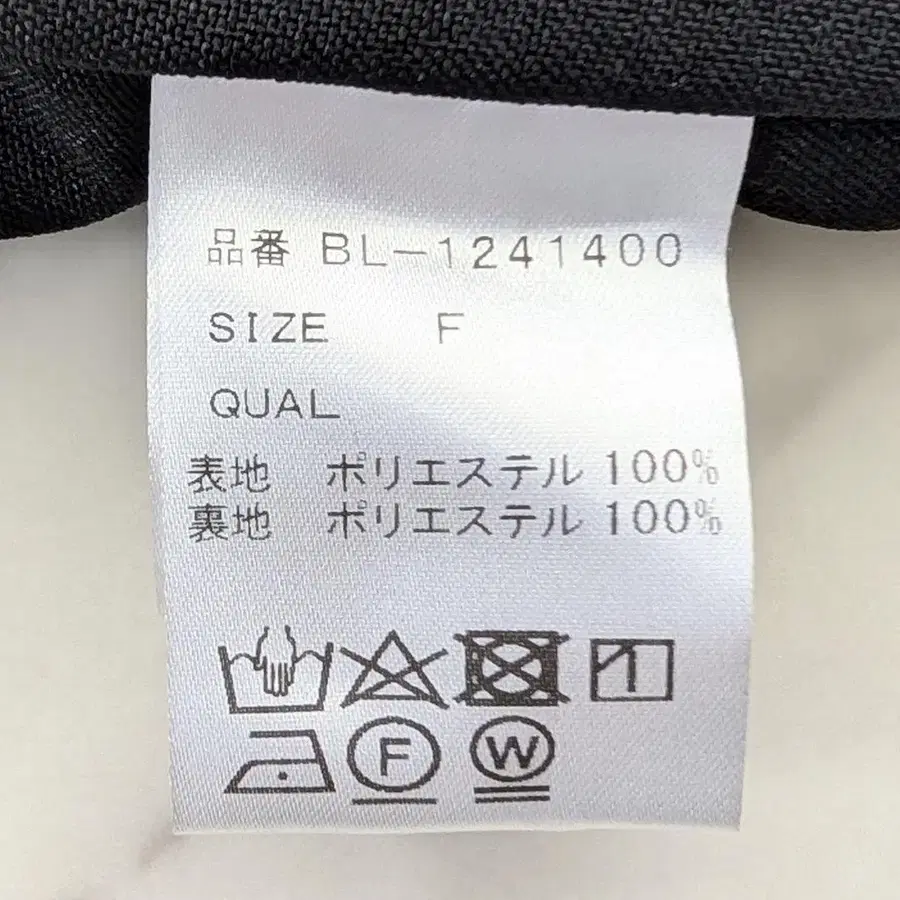 品番 BL-1241400
SIZE F
QUAL
表地 ポリエステル 100%
裏地 ポリエステル 100%
F W